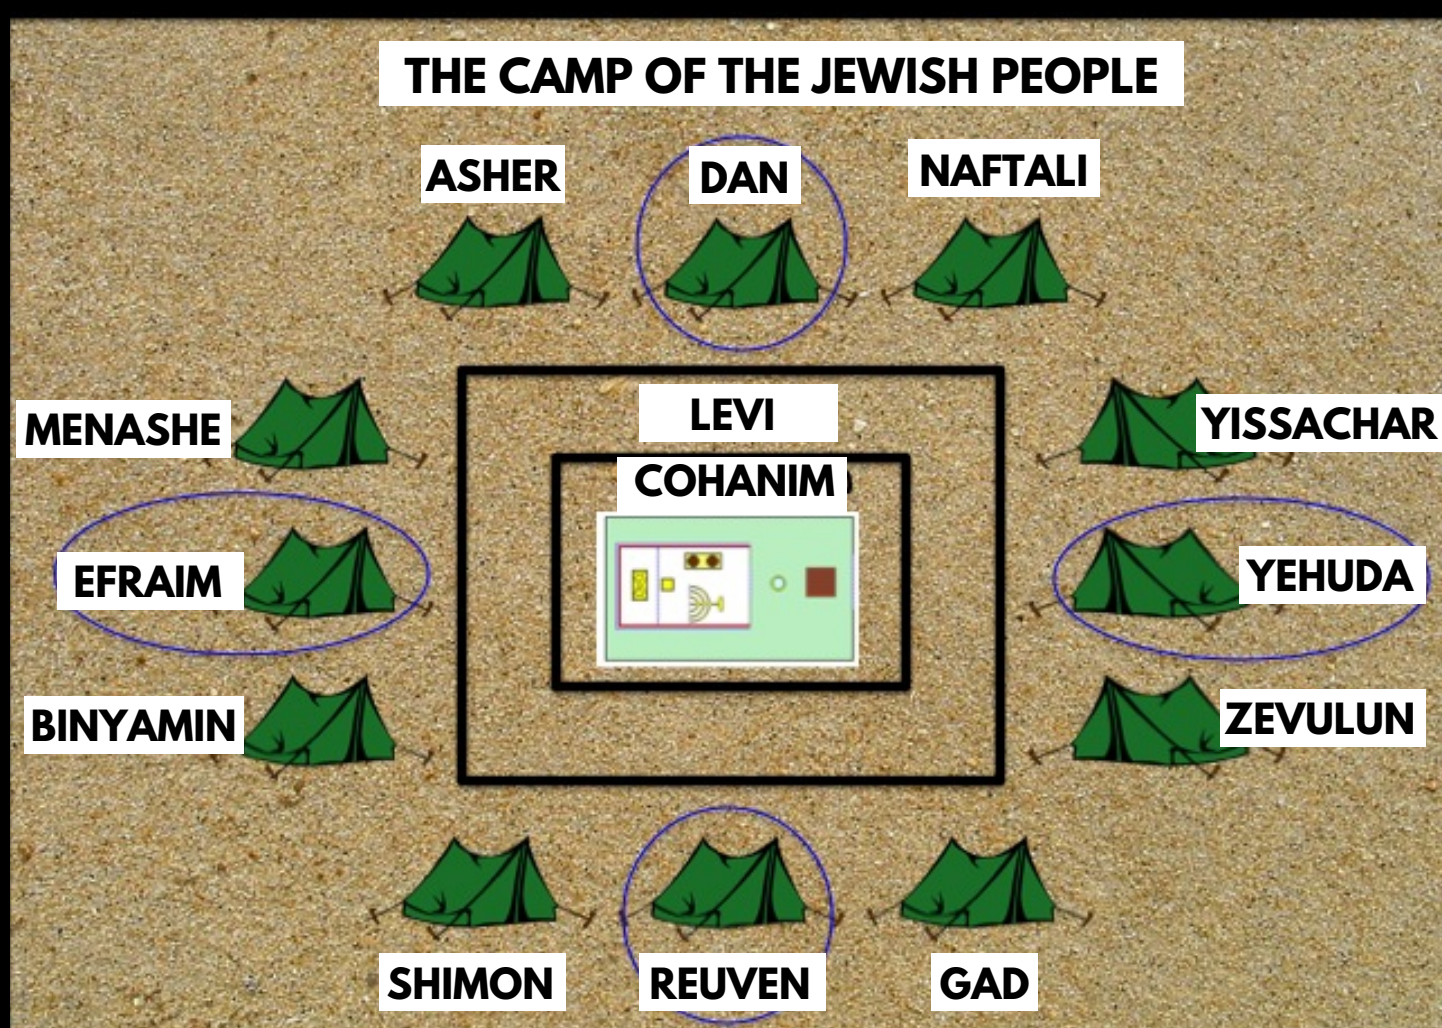 THE CAMP OF THE JEWISH PEOPLE
ASHER
DAN
NAFTALI
MENASHE
LEVI
YISSACHAR
COHANIM
EFRAIM
YEHUDA
BINYAMIN
ZEVULUN
SHIMON
REUVEN
GAD